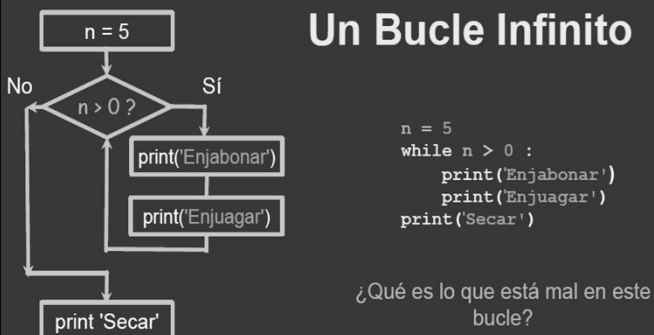 Un Bucle Infinito
n = 5
No
n > 0 ?
Sí
print('Enjabonar')
print('Enjuagar')
print 'Secar'
n = 5
while n > 0 :
    print('Enjabonar')
    print('Enjuagar')
print('Secar')
¿Qué es lo que está mal en este
bucle?